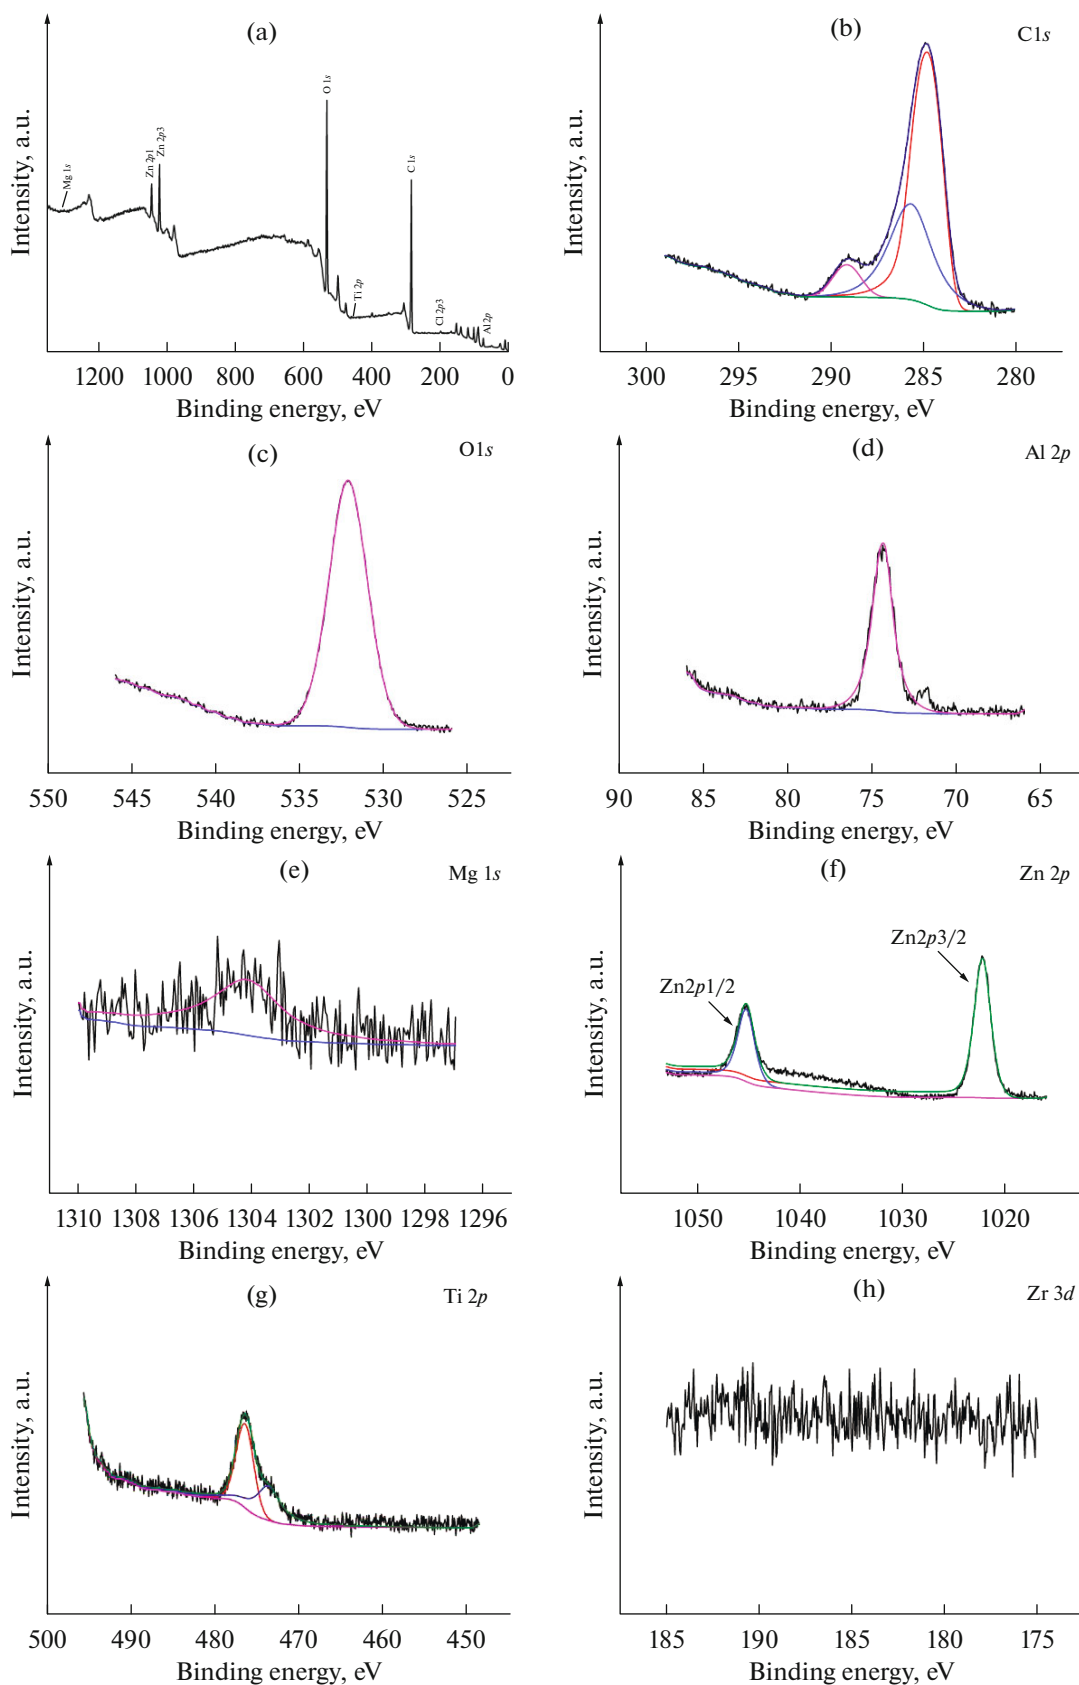 (a)
Intensity, a.u.
Mg 1s
Zn 2p1
Zn 2p3
O 1s
Ti 2p
C 1s
Cl 2p3
Al 2p
1200 1000 800 600 400 200 0
Binding energy, eV
(b)
C1s
Intensity, a.u.
300 295 290 285 280
Binding energy, eV
(c)
O1s
Intensity, a.u.
550 545 540 535 530 525
Binding energy, eV
(d)
Al 2p
Intensity, a.u.
90 85 80 75 70 65
Binding energy, eV
(e)
Mg 1s
Intensity, a.u.
1310 1308 1306 1304 1302 1300 1298 1296
Binding energy, eV
(f)
Zn 2p
Zn2p3/2
Zn2p1/2
Intensity, a.u.
1050 1040 1030 1020
Binding energy, eV
(g)
Ti 2p
Intensity, a.u.
500 490 480 470 460 450
Binding energy, eV
(h)
Zr 3d
Intensity, a.u.
185 190 185 180 175
Binding energy, eV